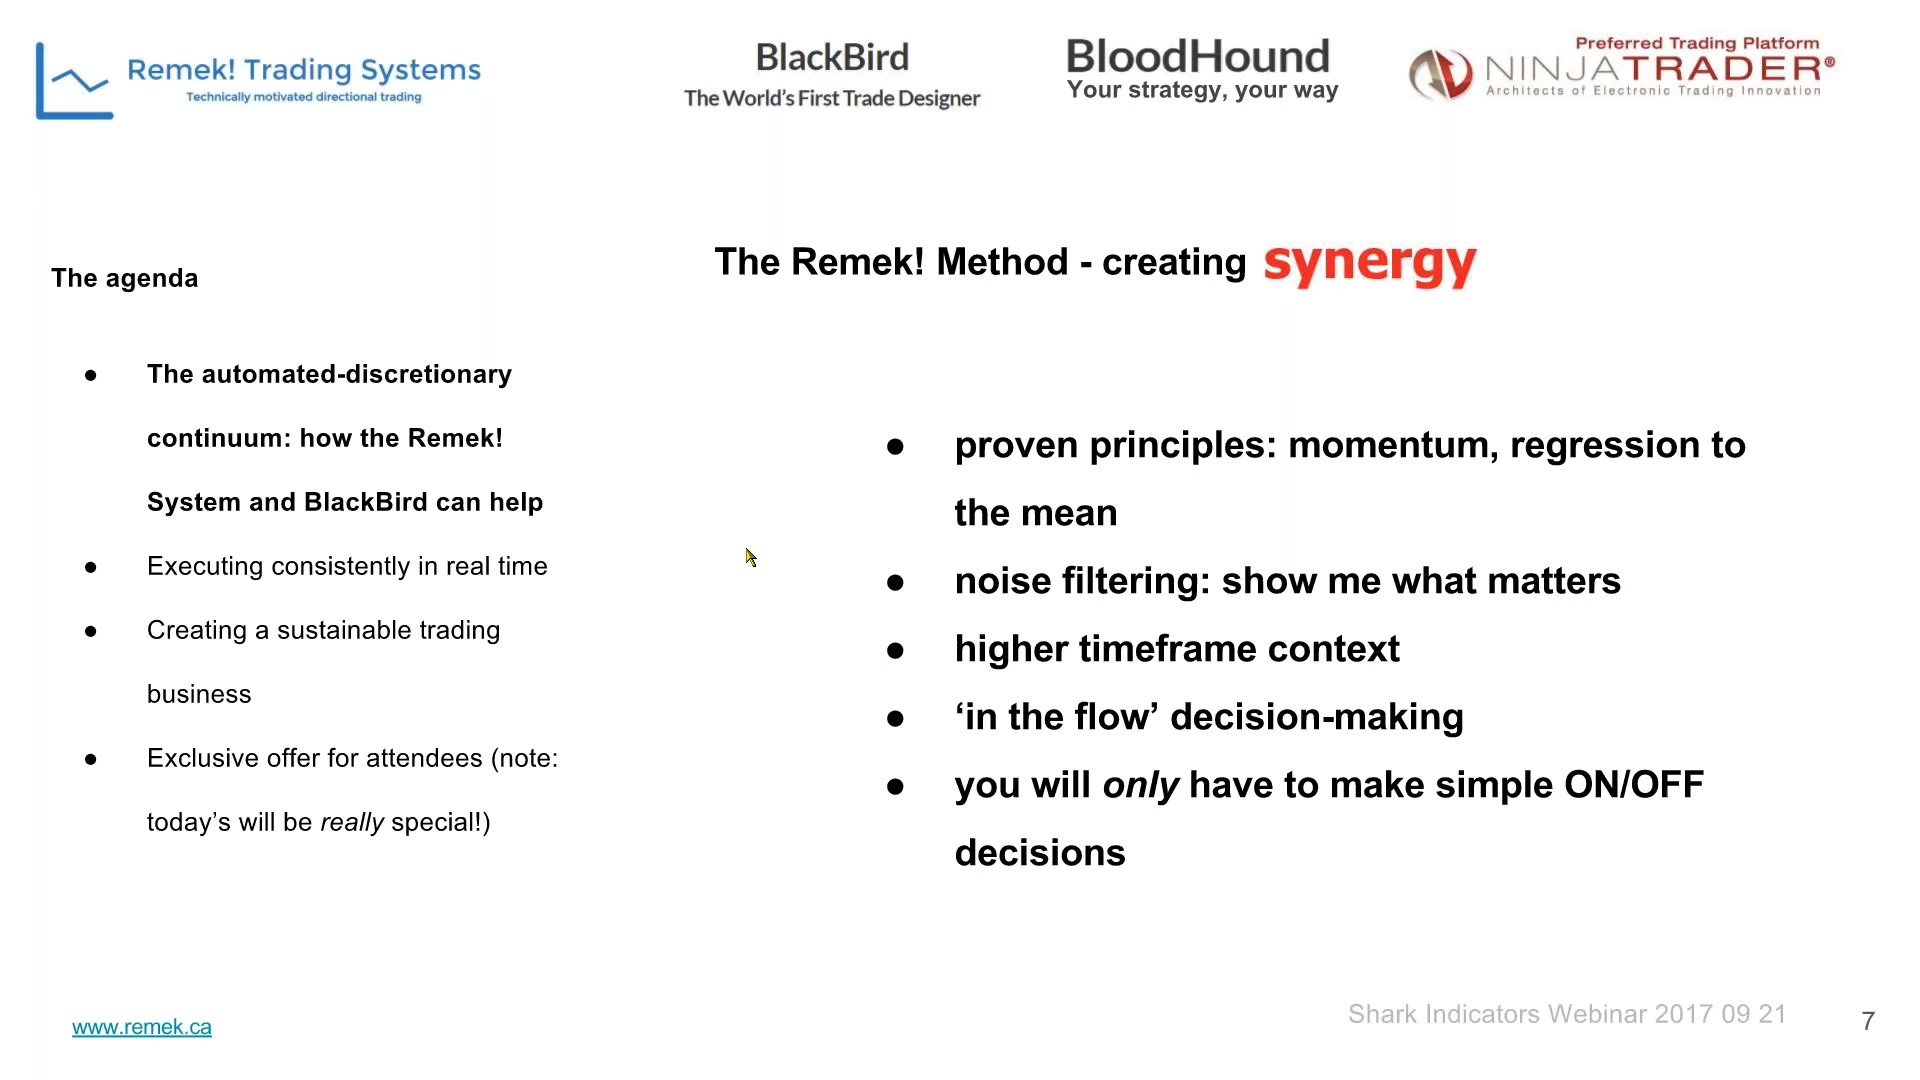 Remek! Trading Systems
Technically motivated directional trading
BlackBird
The World's First Trade Designer
BloodHound
Your strategy, your way
Preferred Trading Platform
NINJATRADER®
Architects of Electronic Trading Innovation
The Remek! Method - creating synergy
The agenda
● The automated-discretionary
continuum: how the Remek!
System and BlackBird can help
● Executing consistently in real time
● Creating a sustainable trading
business
● Exclusive offer for attendees (note:
today's will be really special!)
● proven principles: momentum, regression to
the mean
● noise filtering: show me what matters
● higher timeframe context
● ‘in the flow’ decision-making
● you will only have to make simple ON/OFF
decisions
www.remek.ca
Shark Indicators Webinar 2017 09 21
7